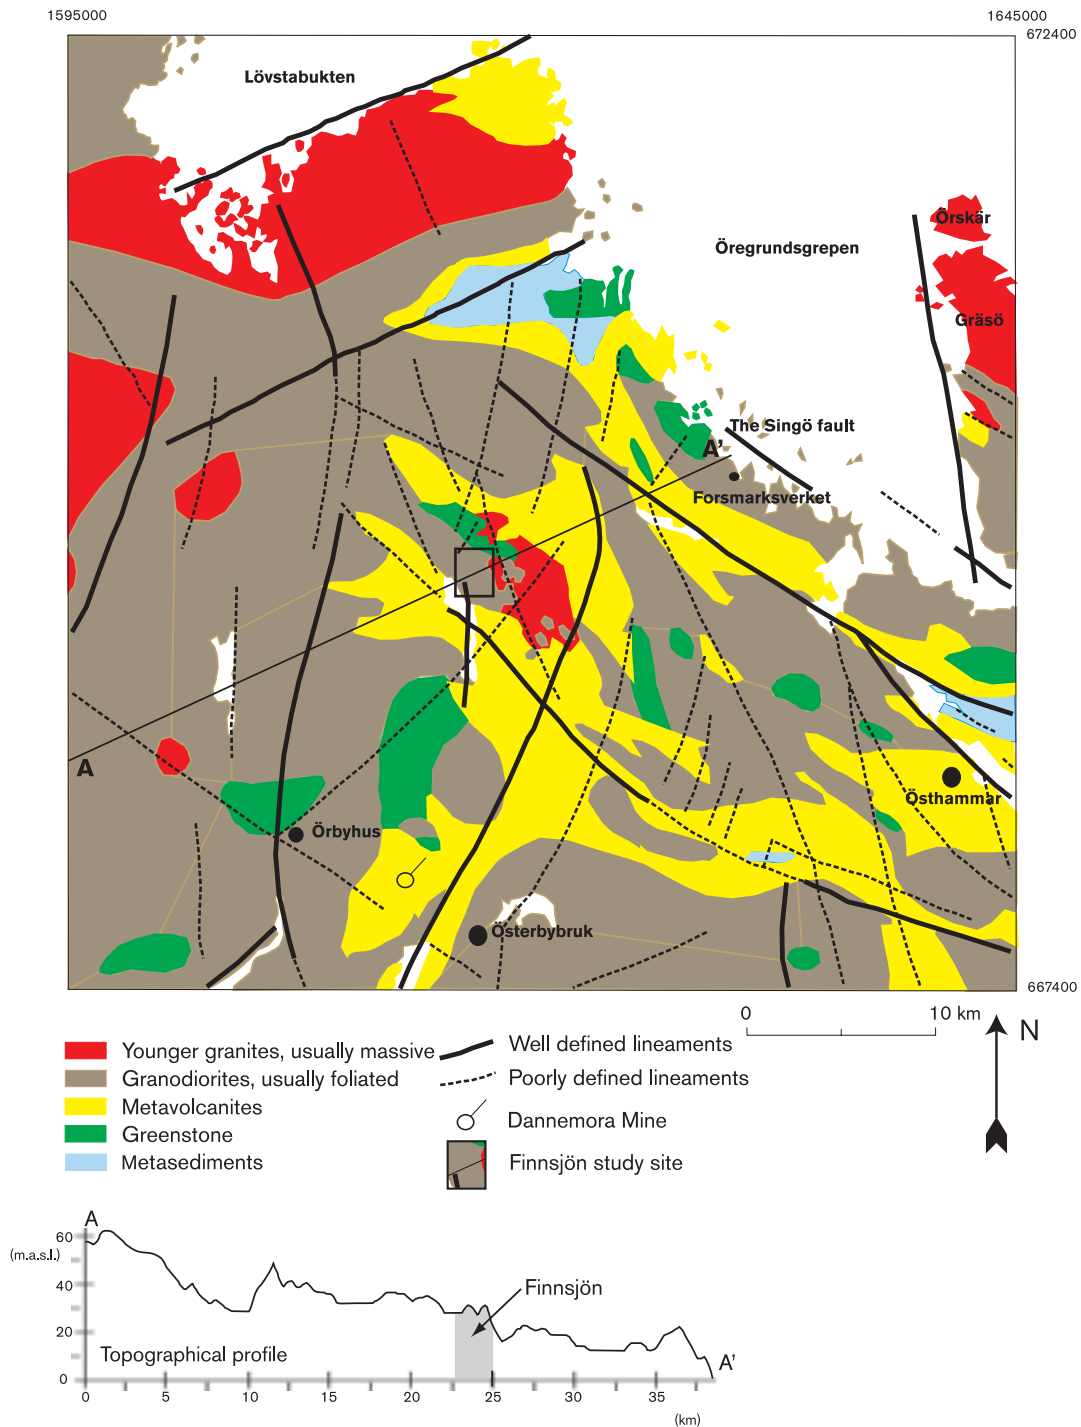 1595000
1645000
672400
Lövstabukten
Örskär
Öregrundsgrepen
Gräsö
The Singö fault
A'
Forsmarksverket
A
Östhammar
Örbyhus
Österbybruk
667400
0 10 km
N
Younger granites, usually massive
Granodiorites, usually foliated
Metavolcanites
Greenstone
Metasediments
Well defined lineaments
Poorly defined lineaments
Dannemora Mine
Finnsjön study site
A
60
(m.a.s.l.)
40
20
0
Finnsjön
Topographical profile
A'
0 5 10 15 20 25 30 35
(km)